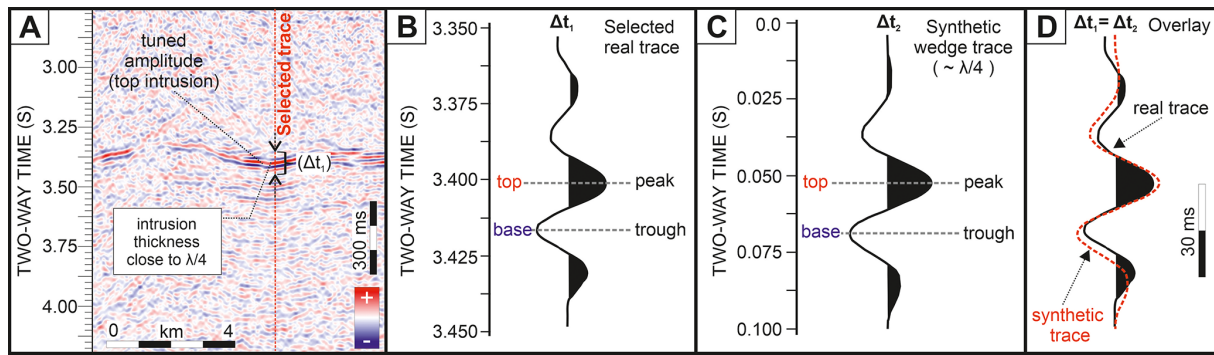 A
TWO-WAY TIME (S)
3.00
3.25
3.50
3.75
4.00
tuned
amplitude
(top intrusion)
Selected trace
(Δt₁)
intrusion
thickness
close to λ/4
300 ms
0 km 4
+
-
B
Δt₁
Selected
real trace
TWO-WAY TIME (S)
3.350
3.375
3.400
3.425
3.450
top
peak
base
trough
C
Δt₂
Synthetic
wedge trace
( ~ λ/4 )
TWO-WAY TIME (S)
0.0
0.025
0.050
0.075
0.100
top
peak
base
trough
D
Δt₁ = Δt₂ Overlay
real trace
30 ms
synthetic
trace